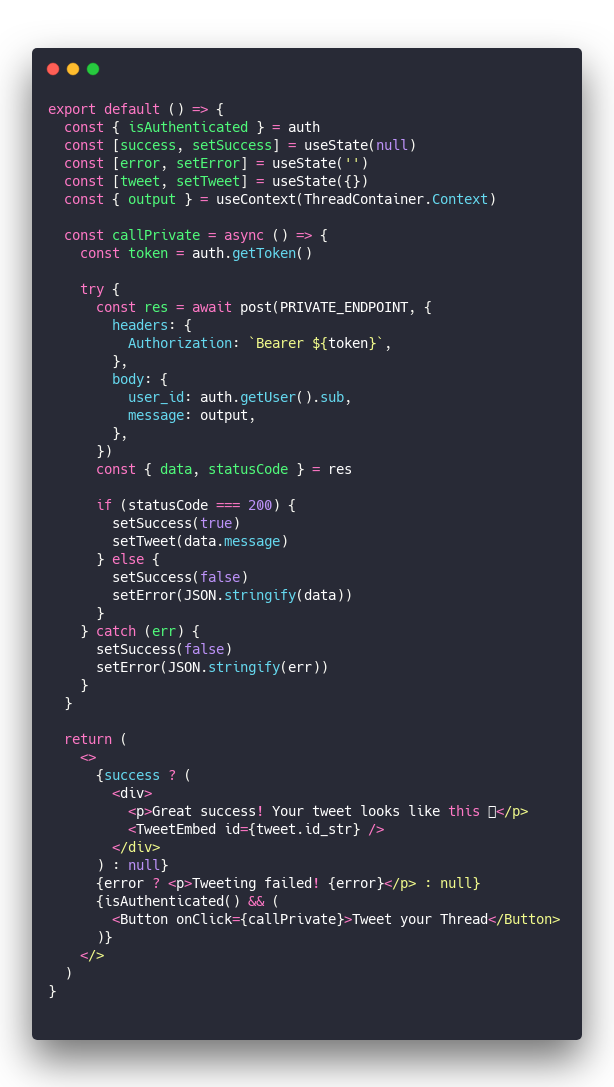 export default () => {
  const { isAuthenticated } = auth
  const [success, setSuccess] = useState(null)
  const [error, setError] = useState('')
  const [tweet, setTweet] = useState({})
  const { output } = useContext(ThreadContainer.Context)

  const callPrivate = async () => {
    const token = auth.getToken()

    try {
      const res = await post(PRIVATE_ENDPOINT, {
        headers: {
          Authorization: `Bearer ${token}`,
        },
        body: {
          user_id: auth.getUser().sub,
          message: output,
        },
      })
      const { data, statusCode } = res

      if (statusCode === 200) {
        setSuccess(true)
        setTweet(data.message)
      } else {
        setSuccess(false)
        setError(JSON.stringify(data))
      }
    } catch (err) {
      setSuccess(false)
      setError(JSON.stringify(err))
    }
  }

  return (
    <>
      {success ? (
        <div>
          <p>Great success! Your tweet looks like this </p>
          <TweetEmbed id={tweet.id_str} />
        </div>
      ) : null}
      {error ? <p>Tweeting failed! {error}</p> : null}
      {isAuthenticated() && (
        <Button onClick={callPrivate}>Tweet your Thread</Button>
      )}
    </>
  )
}